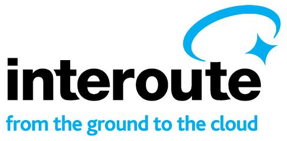 interoute
from the ground to the cloud